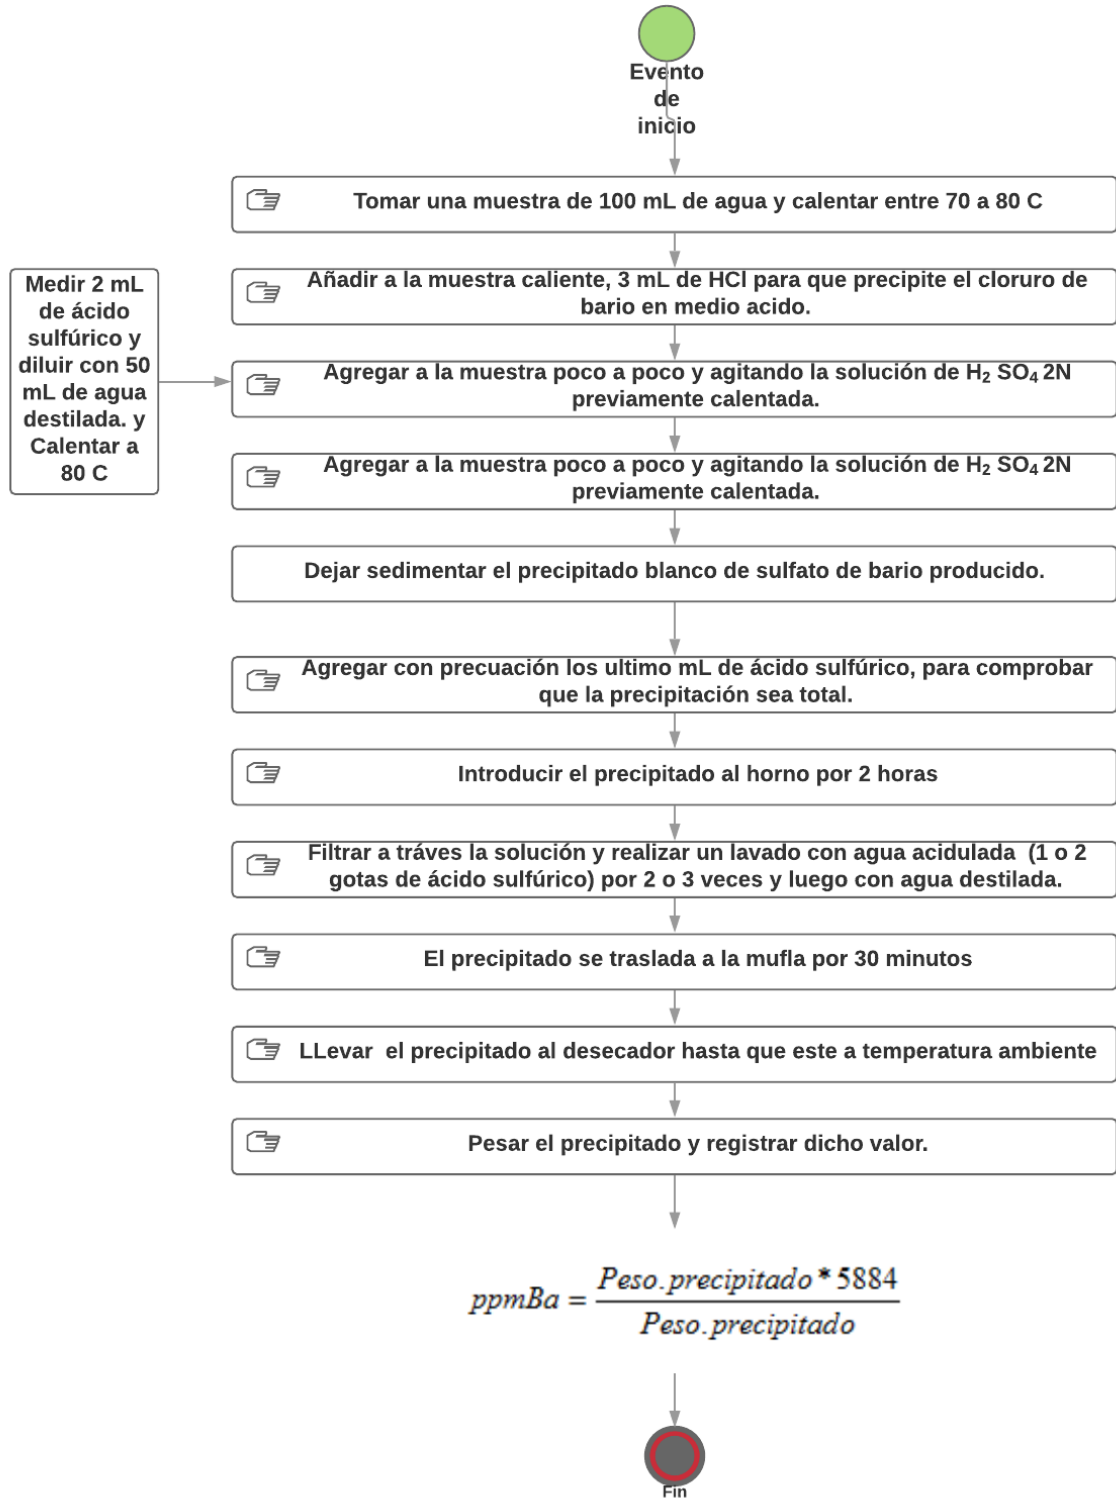 Evento
de
inicio
Tomar una muestra de 100 mL de agua y calentar entre 70 a 80 C
Medir 2 mL
de ácido
sulfúrico y
diluir con 50
mL de agua
destilada. y
Calentar a
80 C
Añadir a la muestra caliente, 3 mL de HCl para que precipite el cloruro de
bario en medio acido.
Agregar a la muestra poco a poco y agitando la solución de H₂ SO₄ 2N
previamente calentada.
Agregar a la muestra poco a poco y agitando la solución de H₂ SO₄ 2N
previamente calentada.
Dejar sedimentar el precipitado blanco de sulfato de bario producido.
Agregar con precuación los ultimo mL de ácido sulfúrico, para comprobar
que la precipitación sea total.
Introducir el precipitado al horno por 2 horas
Filtrar a tráves la solución y realizar un lavado con agua acidulada (1 o 2
gotas de ácido sulfúrico) por 2 o 3 veces y luego con agua destilada.
El precipitado se traslada a la mufla por 30 minutos
LLevar el precipitado al desecador hasta que este a temperatura ambiente
Pesar el precipitado y registrar dicho valor.
ppmBa = Peso.precipitado * 5884
Peso.precipitado
Fin